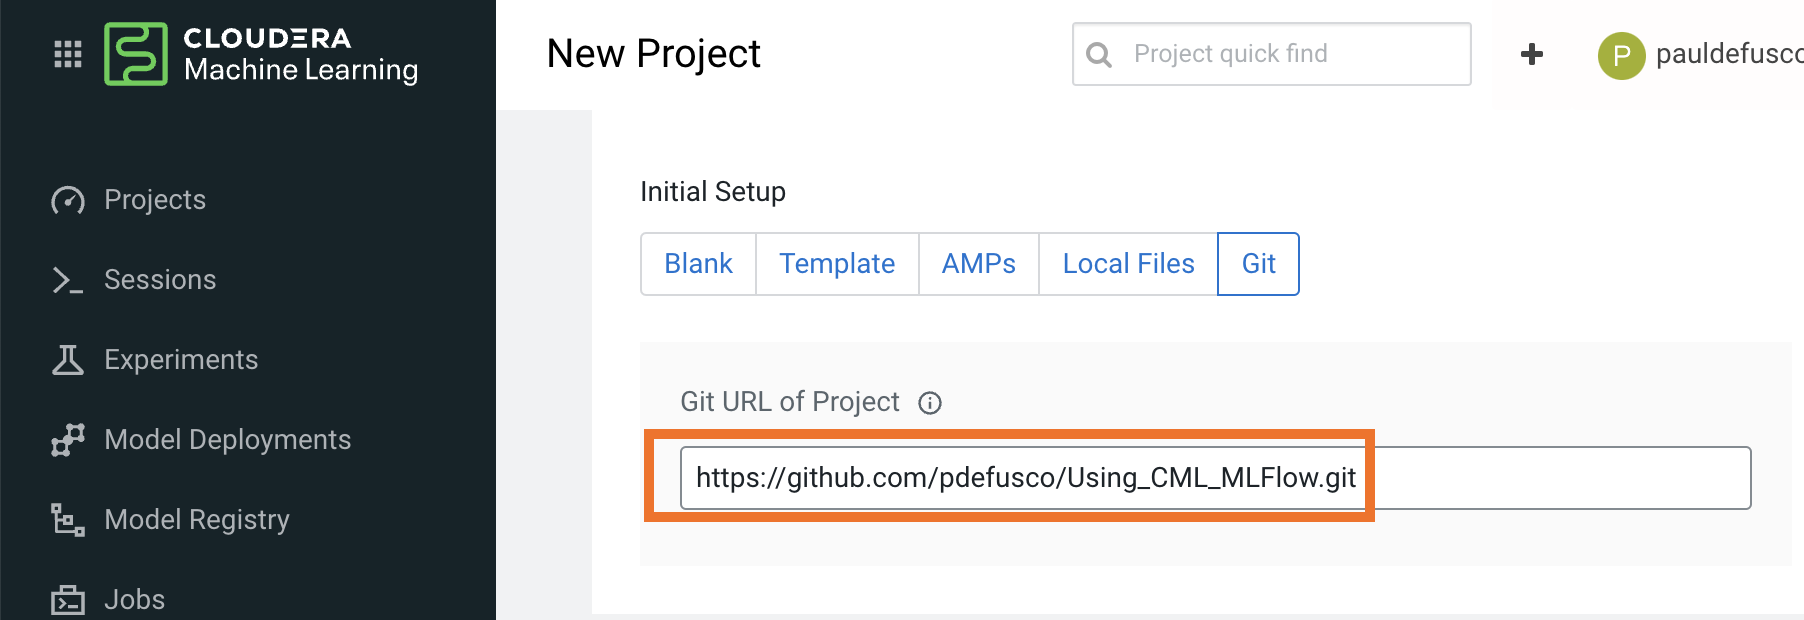 CLOUDERA
Machine Learning
New Project
Project quick find
P
pauldefusco
Projects
Sessions
Experiments
Model Deployments
Model Registry
Jobs
Initial Setup
Blank
Template
AMPs
Local Files
Git
Git URL of Project
https://github.com/pdefusco/Using_CML_MLFlow.git